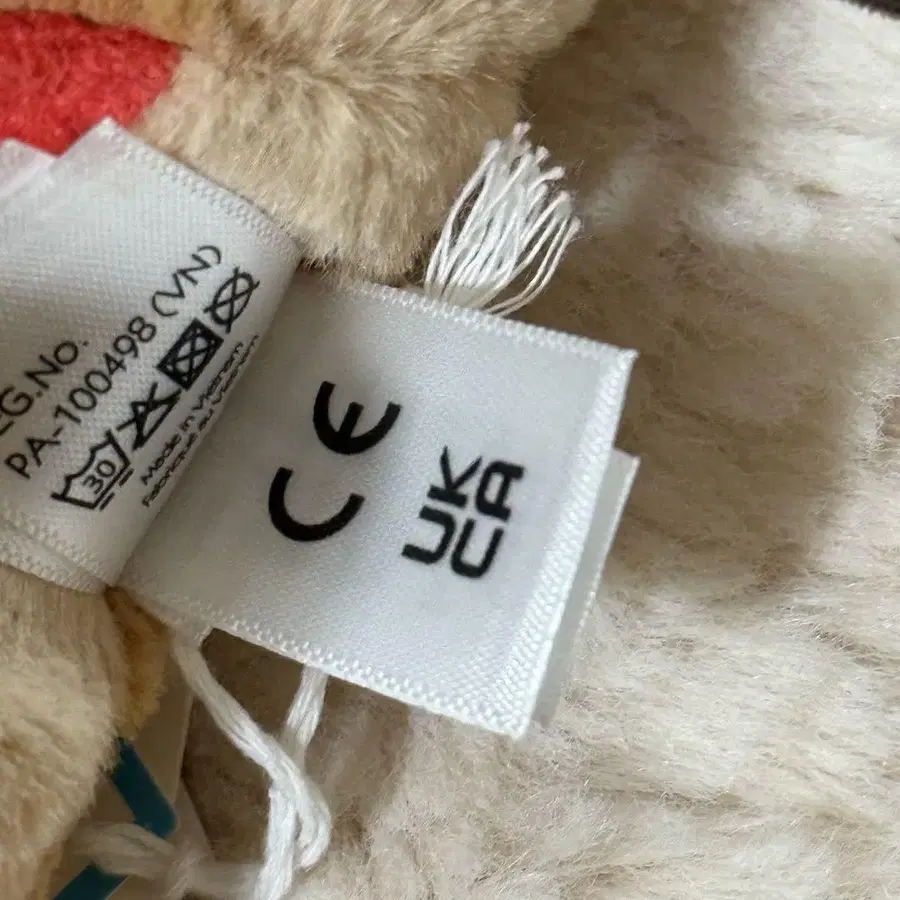 EG.No.
PA-100498 (VN)
30
Made in Vietnam
Fabriqué au Vietnam
CE
UK
CA